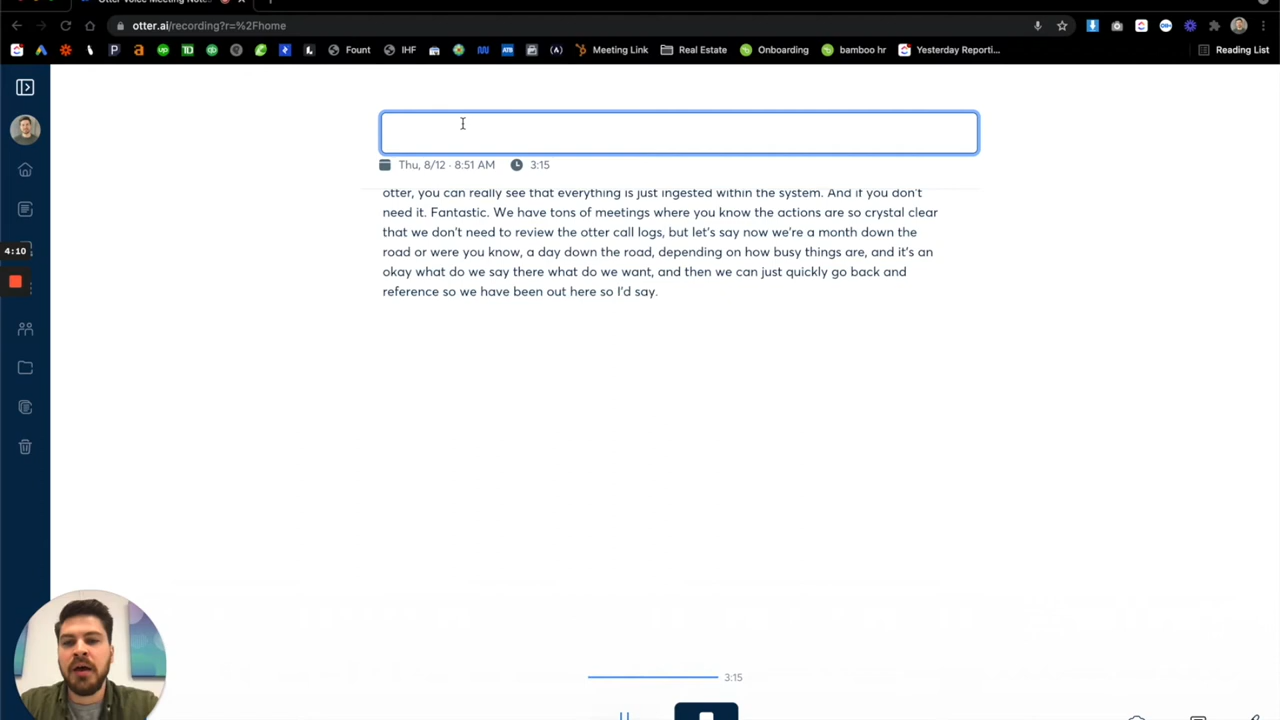 otter.ai/recording?r=%2Fhome
Fount IHF Meeting Link Real Estate Onboarding bamboo hr Yesterday Reporti... Reading List
Thu, 8/12 · 8:51 AM 3:15
otter, you can really see that everything is just ingested within the system. And if you don't
need it. Fantastic. We have tons of meetings where you know the actions are so crystal clear
that we don't need to review the otter call logs, but let's say now we're a month down the
4:10
road or were you know, a day down the road, depending on how busy things are, and it's an
okay what do we say there what do we want, and then we can just quickly go back and
reference so we have been out here so I'd say.
3:15